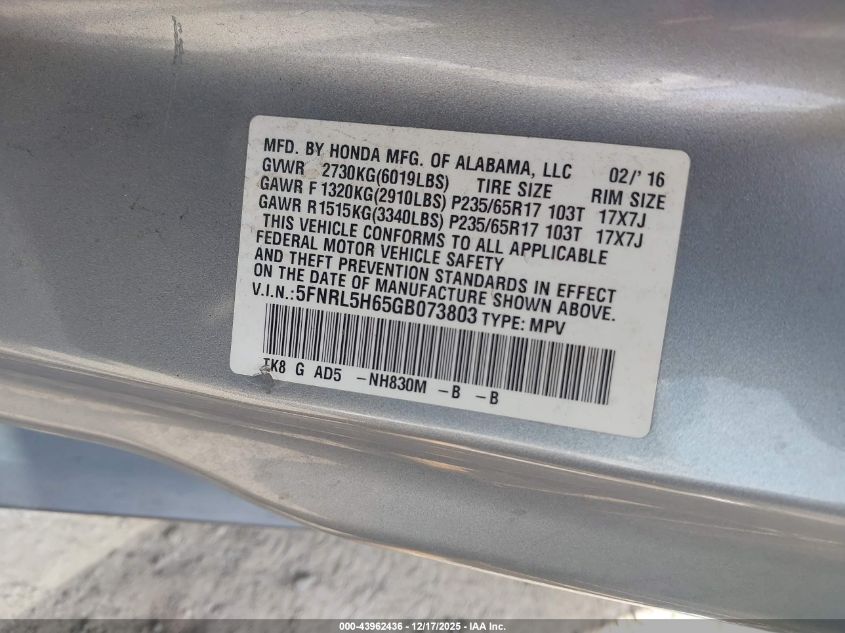 MFD. BY HONDA MFG. OF ALABAMA, LLC 02/' 16
GVWR 2730KG(6019LBS) TIRE SIZE RIM SIZE
GAWR F 1320KG(2910LBS) P235/65R17 103T 17X7J
GAWR R1515KG(3340LBS) P235/65R17 103T 17X7J
THIS VEHICLE CONFORMS TO ALL APPLICABLE
FEDERAL MOTOR VEHICLE SAFETY
AND THEFT PREVENTION STANDARDS IN EFFECT
ON THE DATE OF MANUFACTURE SHOWN ABOVE.
V.I.N.:5FNRL5H65GB073803 TYPE: MPV
TK8 G AD5 -NH830M -B -B
000-43962436 - 12/17/2025 - IAA Inc.